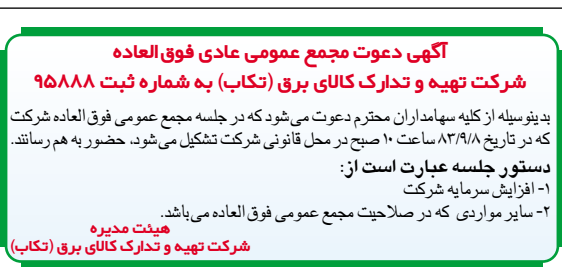 آگهی دعوت مجمع عمومی عادی فوق‌العاده
شرکت تهیه و تدارک کالای برق (تکاب) به شماره ثبت ۹۵۸۸۸
بدینوسیله از کلیه سهامداران محترم دعوت می‌شود که در جلسه مجمع عمومی فوق العاده شرکت
که در تاریخ ۸۳/۹/۸ ساعت ۱۰ صبح در محل قانونی شرکت تشکیل می‌شود، حضور به هم رسانند.
دستور جلسه عبارت است از:
۱- افزایش سرمایه شرکت
۲- سایر مواردی که در صلاحیت مجمع عمومی فوق العاده می‌باشد.
هیئت مدیره
شرکت تهیه و تدارک کالای برق (تکاب)